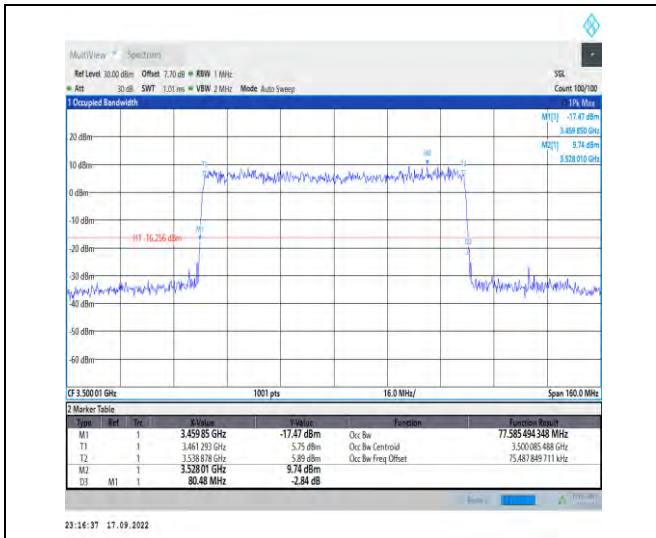 MultiView Spectrum
Ref Level 30.00 dBm Offset 7.70 dB RBW 1 MHz SGL
Att 30 dB SWT 1.01 ms VBW 2 MHz Mode Auto Sweep Count 100/100
1 Occupied Bandwidth 1Pk Max
M1[1] -17.47 dBm
3.459 850 GHz
M2[1] 9.74 dBm
3.528 010 GHz
20 dBm
10 dBm
0 dBm
-10 dBm
-20 dBm
-30 dBm
-40 dBm
-50 dBm
-60 dBm
T1
M2
T2
M1
H1 -16.256 dBm
D3
CF 3.500 01 GHz 1001 pts 16.0 MHz/ Span 160.0 MHz
2 Marker Table
Type Ref Trc X-Value Y-Value Function Function Result
M1 1 3.459 85 GHz -17.47 dBm Occ Bw 77.585 494 348 MHz
T1 1 3.461 293 GHz 5.75 dBm Occ Bw Centroid 3.500 085 488 GHz
T2 1 3.538 878 GHz 5.89 dBm Occ Bw Freq Offset 75.487 849 711 kHz
M2 1 3.528 01 GHz 9.74 dBm
D3 M1 1 80.48 MHz -2.84 dB
23:16:37 17.09.2022